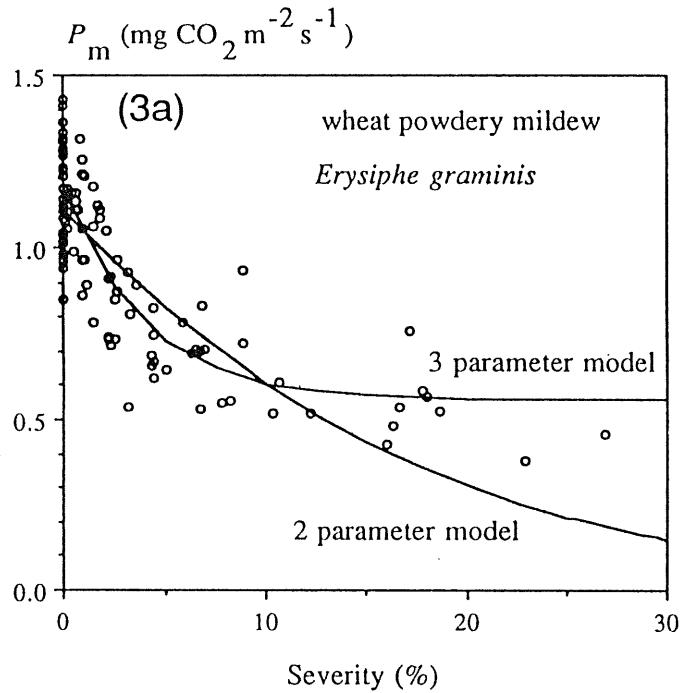 P_m (mg CO_2 m^-2 s^-1)
1.5
(3a)
wheat powdery mildew
Erysiphe graminis
1.0
3 parameter model
0.5
2 parameter model
0.0
0 10 20 30
Severity (%)